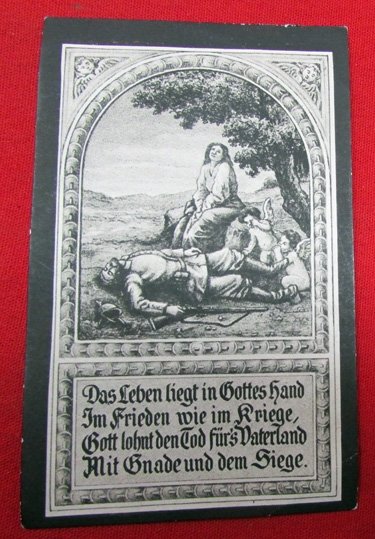 Das Leben liegt in Gottes Hand
Im Frieden wie im Kriege,
Gott lohnt den Tod für's Vaterland
Mit Gnade und dem Siege.